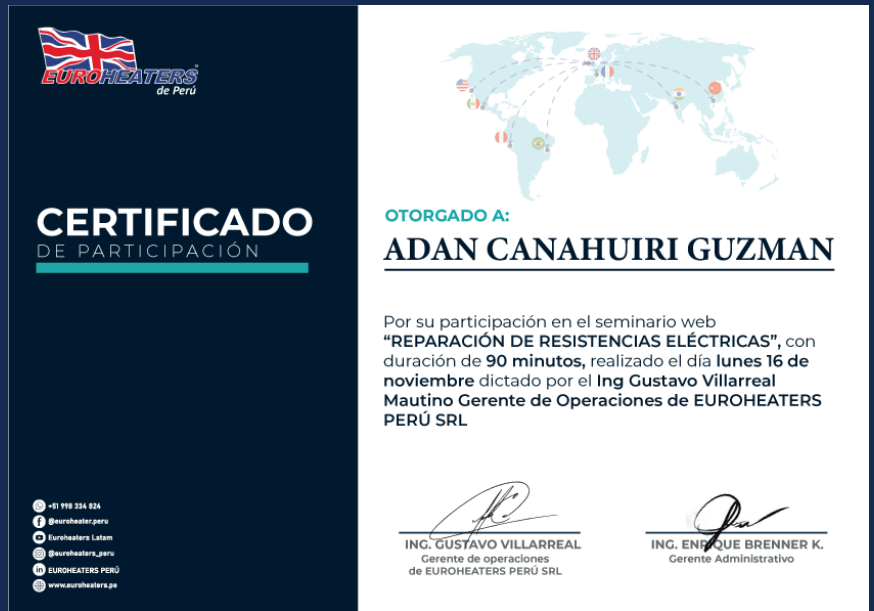 EUROHEATERS
de Perú
CERTIFICADO
DE PARTICIPACIÓN
+51 998 334 824
@euroheater.peru
Euroheaters Latam
@euroheaters_peru
EUROHEATERS PERÚ
www.euroheaters.pe
OTORGADO A:
ADAN CANAHUIRI GUZMAN
Por su participación en el seminario web
“REPARACIÓN DE RESISTENCIAS ELÉCTRICAS”, con
duración de 90 minutos, realizado el día lunes 16 de
noviembre dictado por el Ing Gustavo Villarreal
Mautino Gerente de Operaciones de EUROHEATERS
PERÚ SRL
ING. GUSTAVO VILLARREAL
Gerente de operaciones
de EUROHEATERS PERÚ SRL
ING. ENRIQUE BRENNER K.
Gerente Administrativo